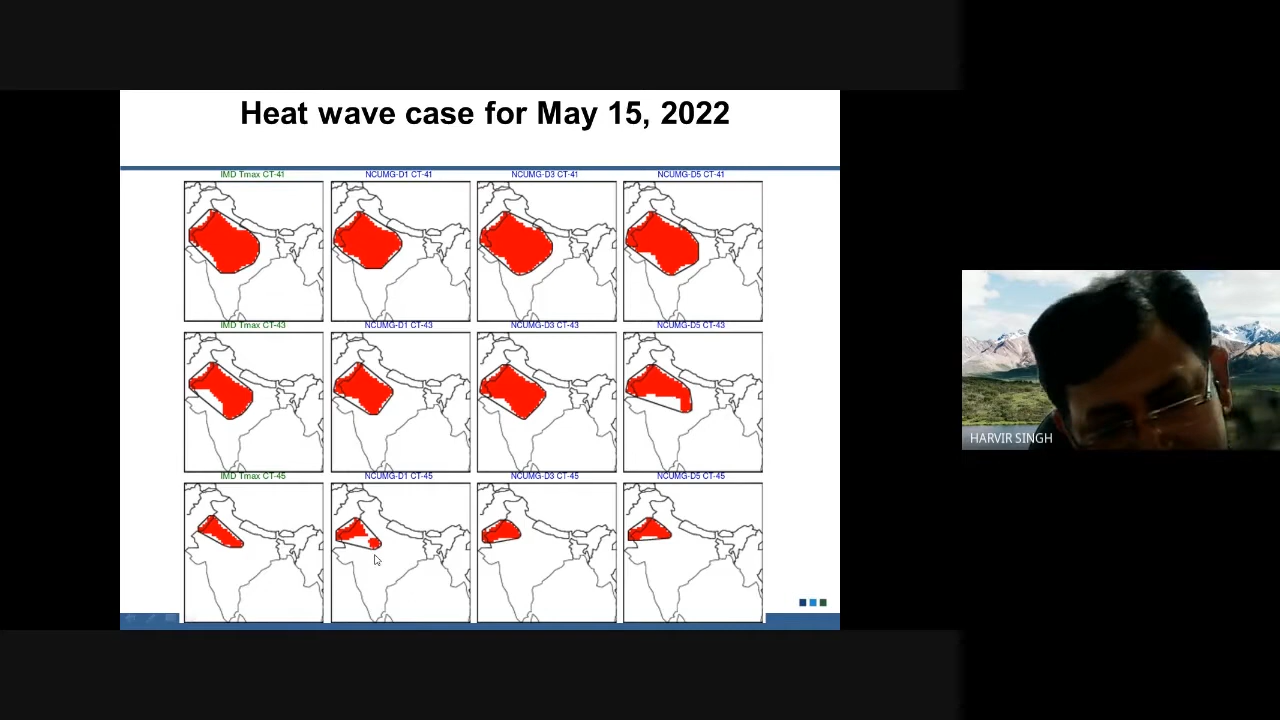 Heat wave case for May 15, 2022
IMD Tmax CT-41
NCUMG-D1 CT-41
NCUMG-D3 CT-41
NCUMG-D5 CT-41
IMD Tmax CT-43
NCUMG-D1 CT-43
NCUMG-D3 CT-43
NCUMG-D5 CT-43
IMD Tmax CT-45
NCUMG-D1 CT-45
NCUMG-D3 CT-45
NCUMG-D5 CT-45
HARVIR SINGH